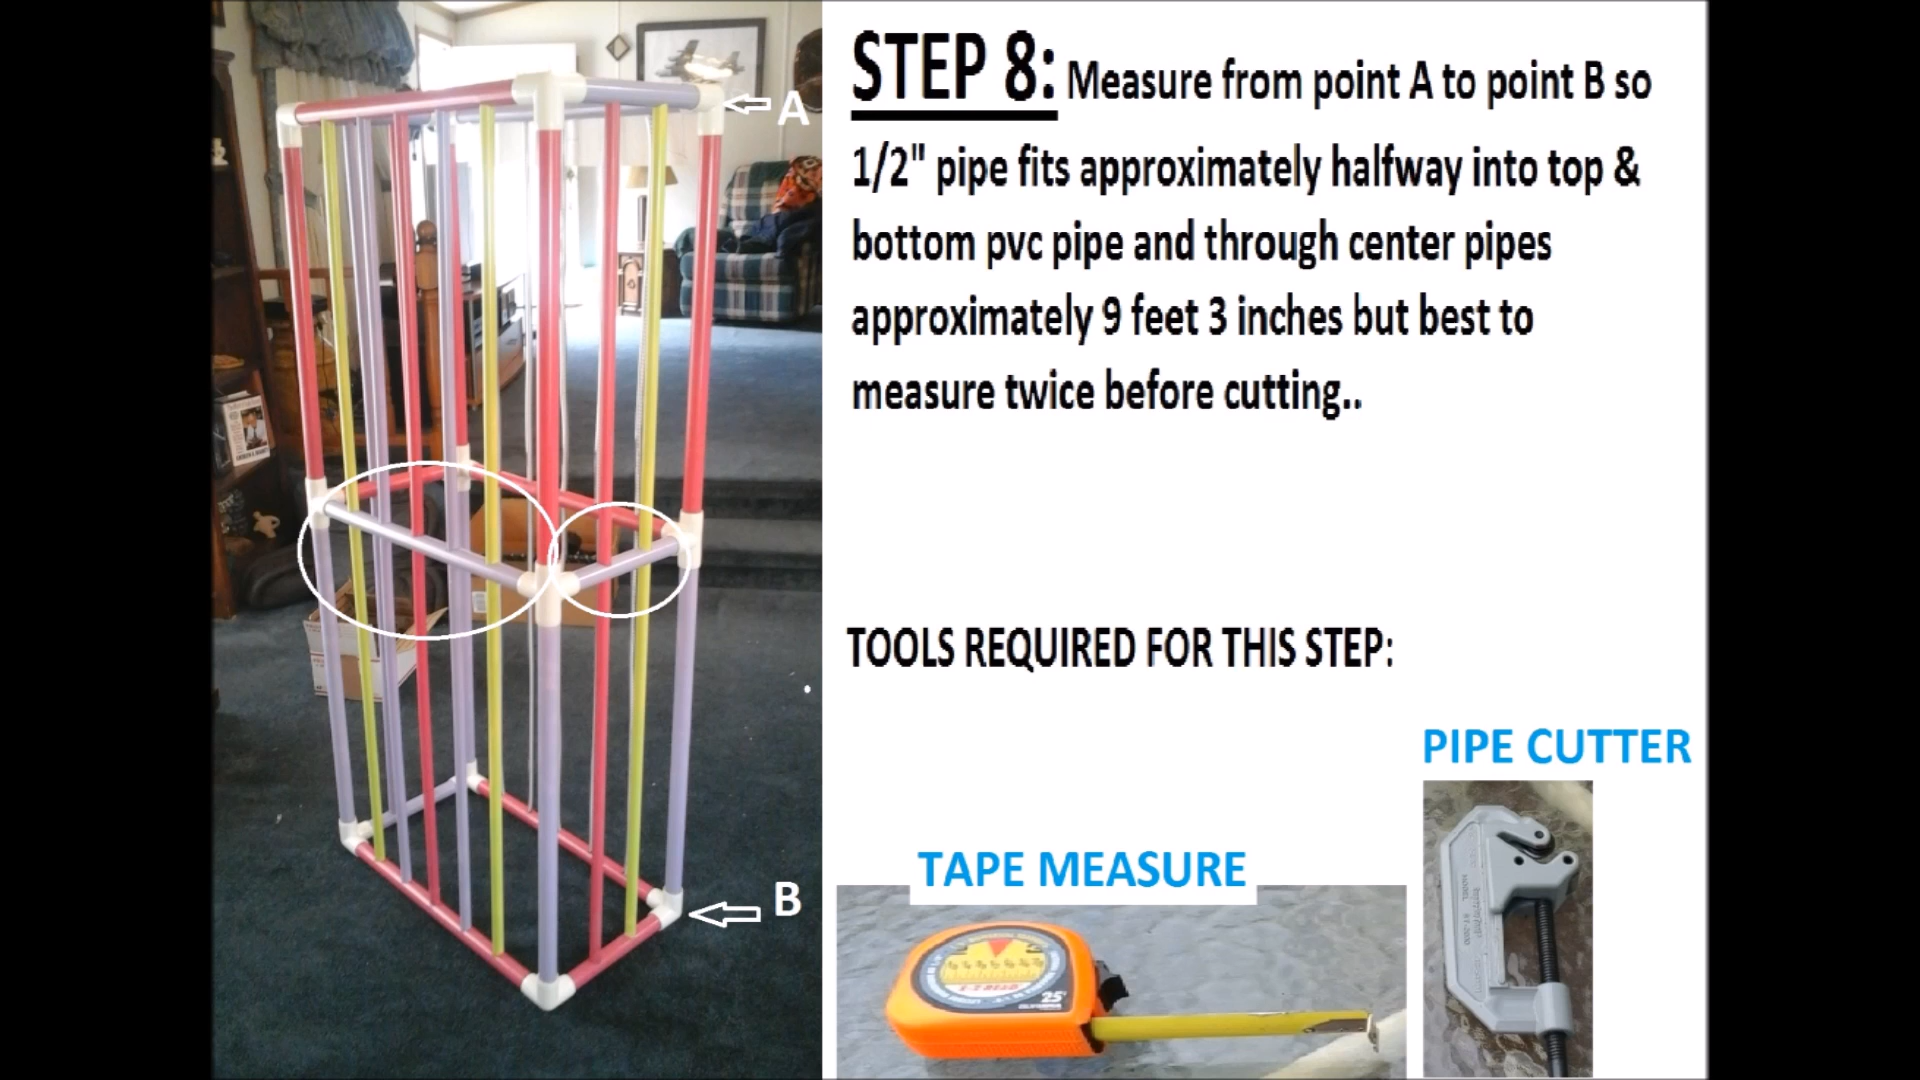 STEP 8: Measure from point A to point B so
1/2" pipe fits approximately halfway into top &
bottom pvc pipe and through center pipes
approximately 9 feet 3 inches but best to
measure twice before cutting..
A
B
TOOLS REQUIRED FOR THIS STEP:
PIPE CUTTER
TAPE MEASURE
25'